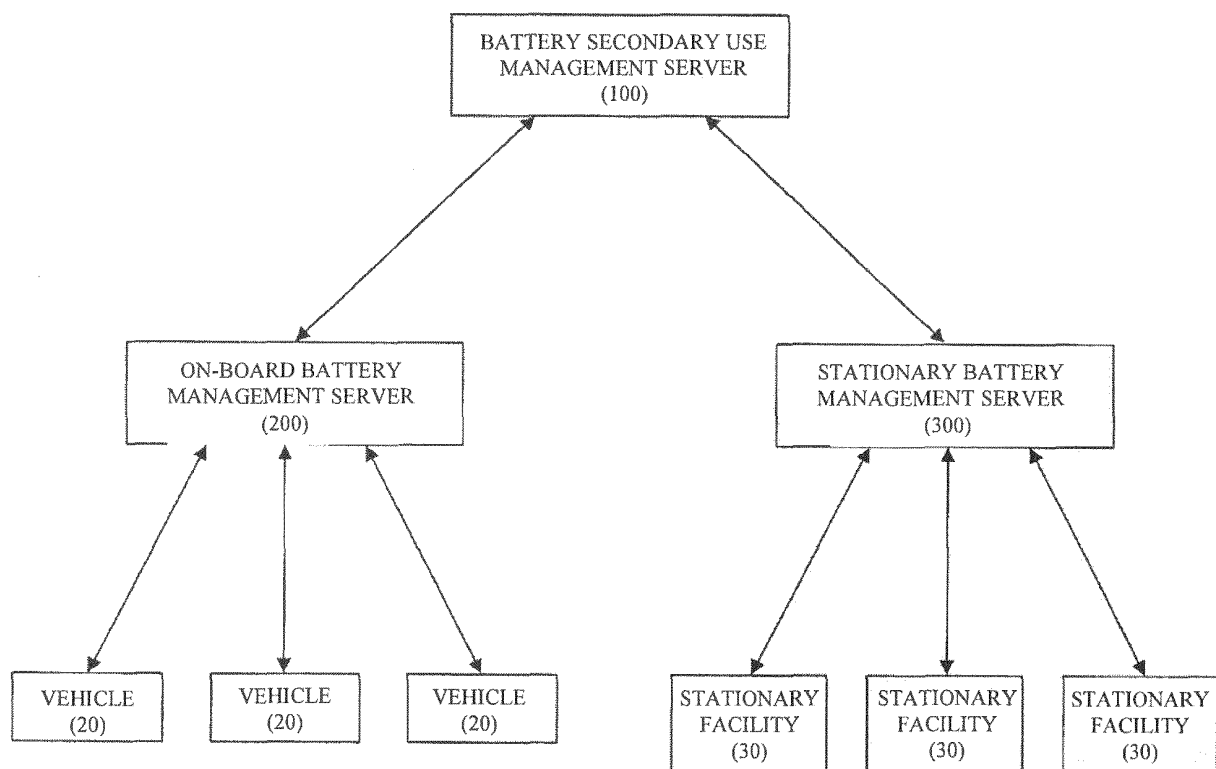 BATTERY SECONDARY USE
MANAGEMENT SERVER
(100)
ON-BOARD BATTERY
MANAGEMENT SERVER
(200)
STATIONARY BATTERY
MANAGEMENT SERVER
(300)
VEHICLE
(20)
VEHICLE
(20)
VEHICLE
(20)
STATIONARY
FACILITY
(30)
STATIONARY
FACILITY
(30)
STATIONARY
FACILITY
(30)